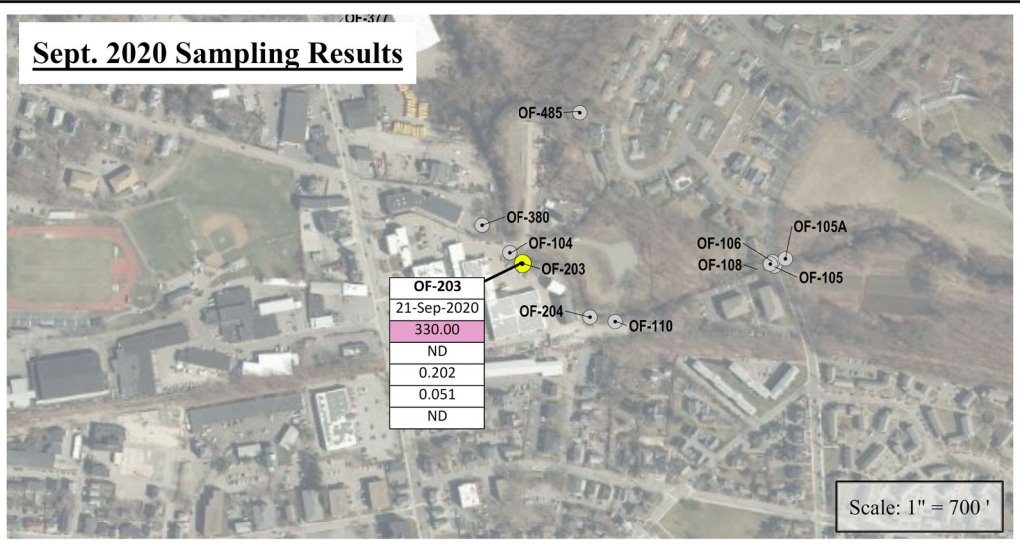 OF-377
Sept. 2020 Sampling Results
OF-485
OF-380
OF-104
OF-203
OF-105A
OF-106
OF-108
OF-105
OF-204
OF-110
OF-203
21-Sep-2020
330.00
ND
0.202
0.051
ND
Scale: 1" = 700 '